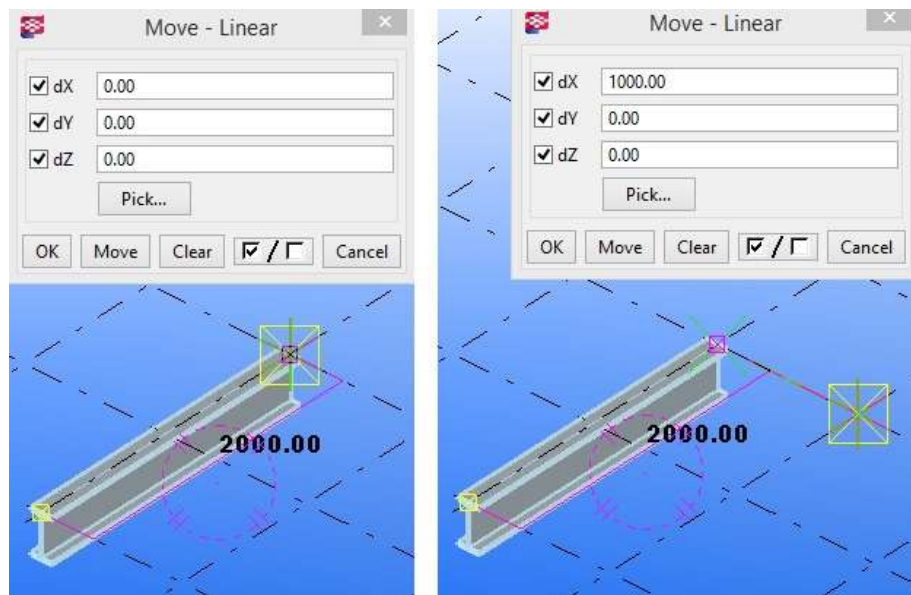 Move - Linear
dX 0.00
dY 0.00
dZ 0.00
Pick...
OK Move Clear / Cancel
2000.00
Move - Linear
dX 1000.00
dY 0.00
dZ 0.00
Pick...
OK Move Clear / Cancel
2000.00